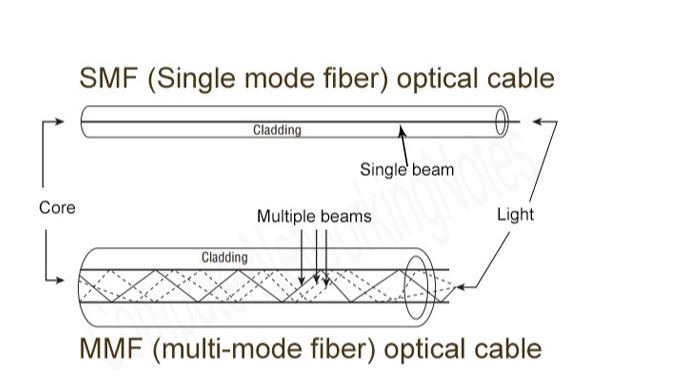 SMF (Single mode fiber) optical cable
Cladding
Single beam
Core
Multiple beams
Light
Cladding
MMF (multi-mode fiber) optical cable